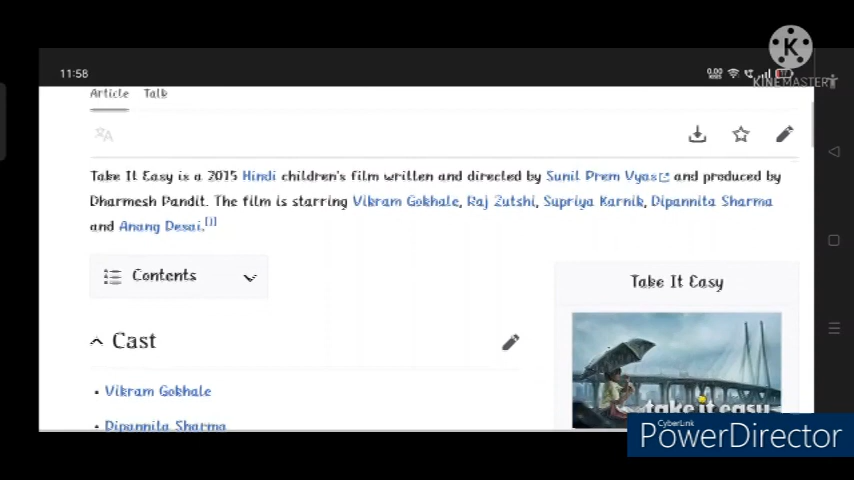 11:58
0.00
KINEMASTER
Article Talk
Take It Easy is a 2015 Hindi children's film written and directed by Sunil Prem Vyas and produced by
Dharmesh Pandit. The film is starring Vikram Gokhale, Raj Zutshi, Supriya Karnik, Dipannita Sharma
and Anang Desai.[1]
Contents
Take It Easy
Cast
Vikram Gokhale
take it easy
Dipannita Sharma
CyberLink
PowerDirector